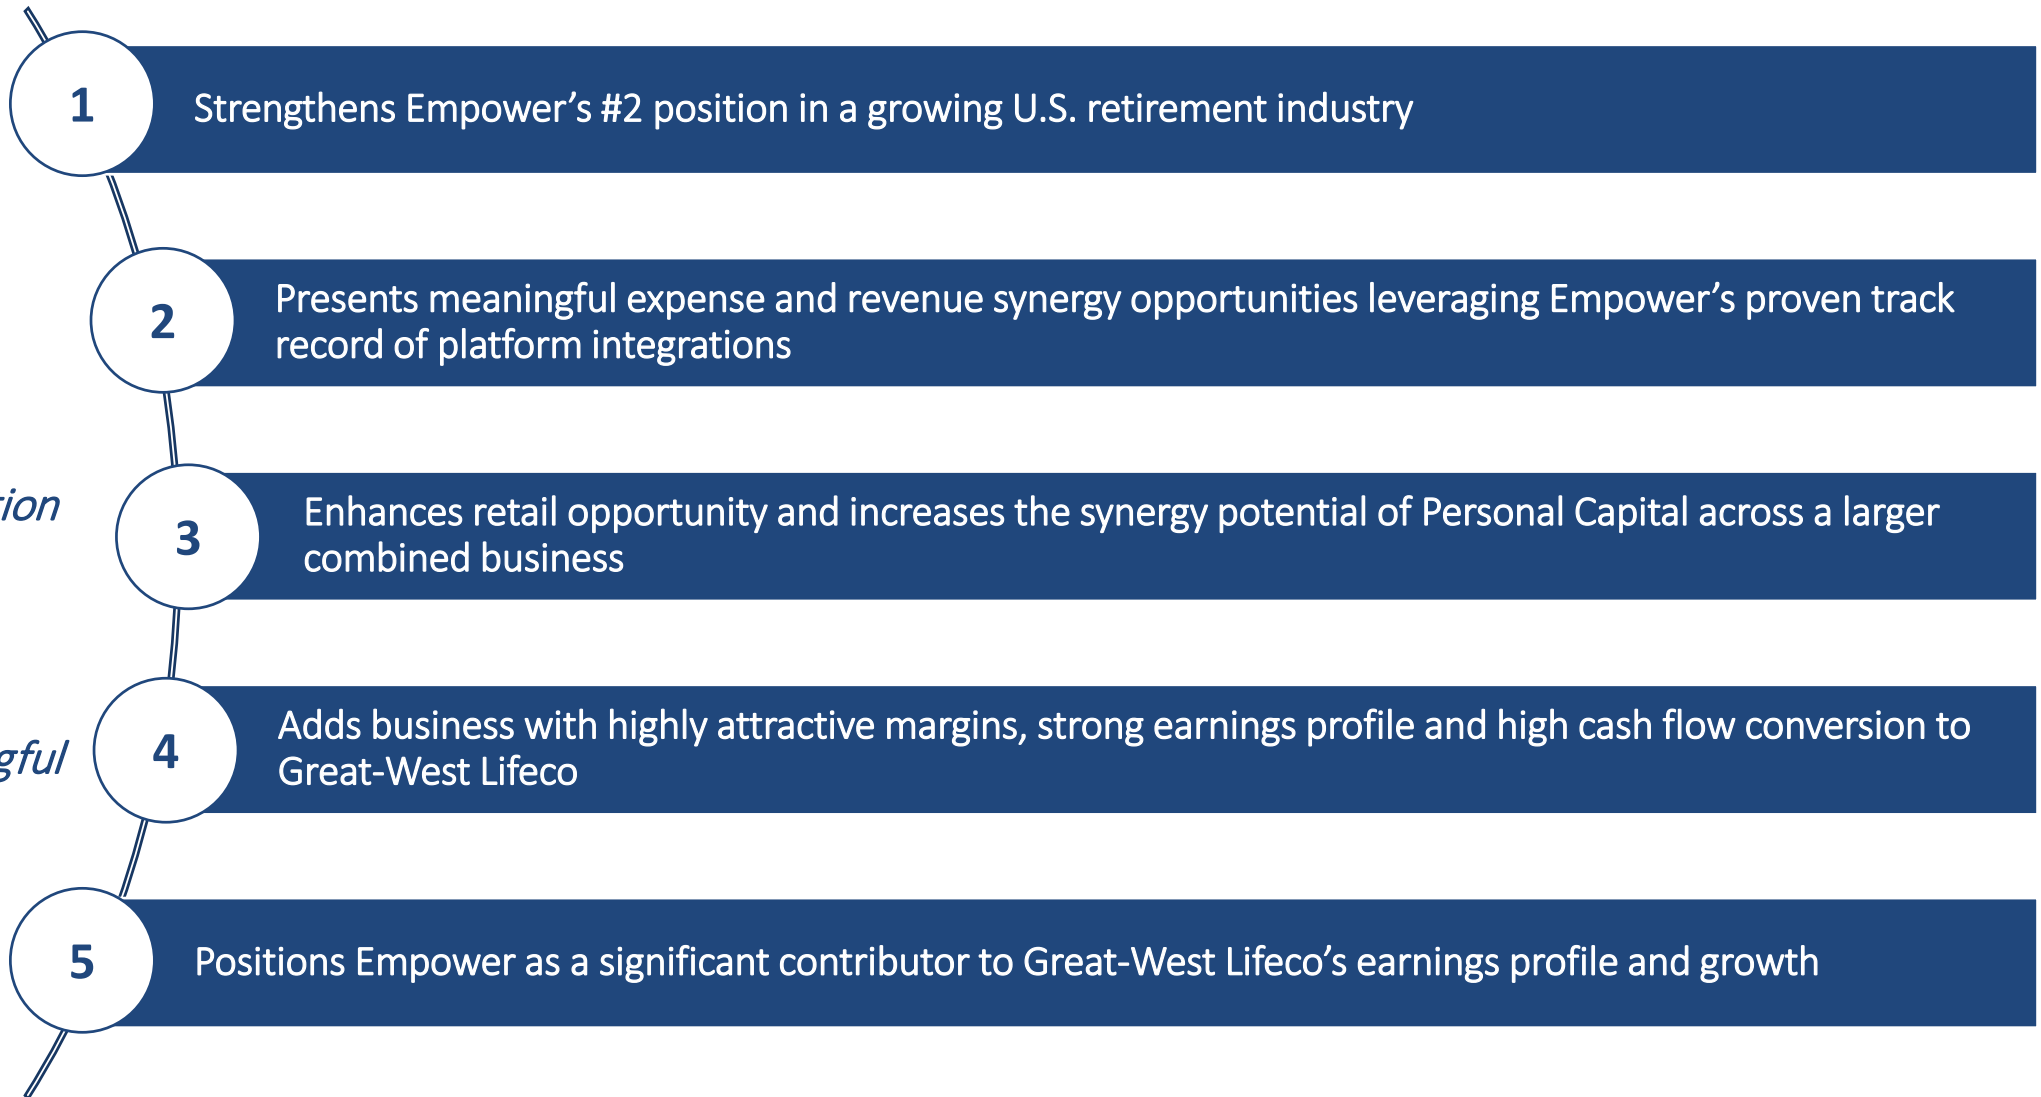 1
Strengthens Empower’s #2 position in a growing U.S. retirement industry
2
Presents meaningful expense and revenue synergy opportunities leveraging Empower’s proven track
record of platform integrations
3
Enhances retail opportunity and increases the synergy potential of Personal Capital across a larger
combined business
4
Adds business with highly attractive margins, strong earnings profile and high cash flow conversion to
Great-West Lifeco
5
Positions Empower as a significant contributor to Great-West Lifeco’s earnings profile and growth